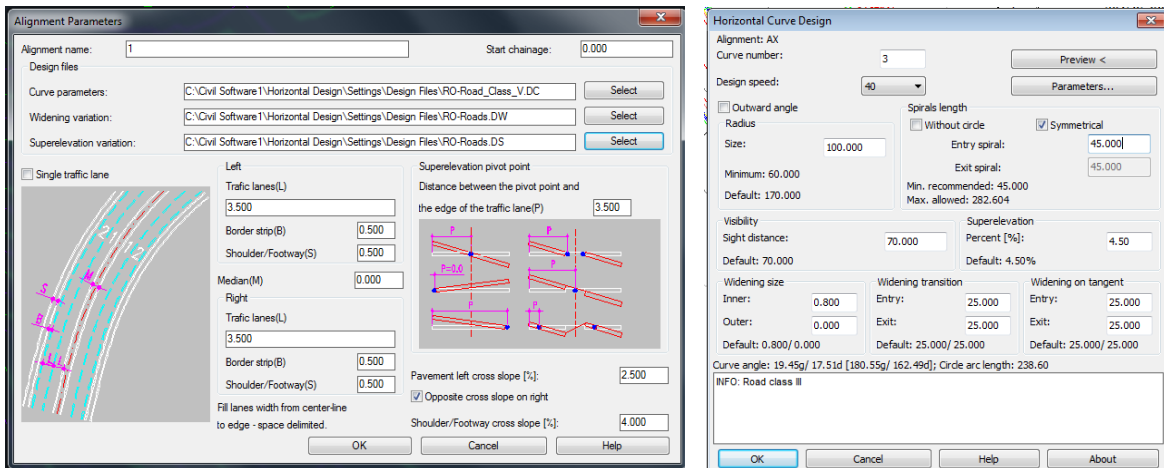 Alignment Parameters
Alignment name:
1
Start chainage:
0.000
Design files
Curve parameters:
C:\Civil Software1\Horizontal Design\Settings\Design Files\RO-Road_Class_V.DC
Select
Widening variation:
C:\Civil Software1\Horizontal Design\Settings\Design Files\RO-Roads.DW
Select
Superelevation variation:
C:\Civil Software1\Horizontal Design\Settings\Design Files\RO-Roads.DS
Select
Single traffic lane
Left
Trafic lanes(L)
3.500
Border strip(B)
0.500
Shoulder/Footway(S)
0.500
Median(M)
0.000
Right
Trafic lanes(L)
3.500
Border strip(B)
0.500
Shoulder/Footway(S)
0.500
Fill lanes width from center-line
to edge - space delimited.
Superelevation pivot point
Distance between the pivot point and
the edge of the traffic lane(P)
3.500
P
P
P=0.0
P
P
P
Pavement left cross slope [%]:
2.500
Opposite cross slope on right
Shoulder/Footway cross slope [%]:
4.000
21 12
M
S
B
L L
OK
Cancel
Help
Horizontal Curve Design
Alignment: AX
Curve number:
3
Preview <
Design speed:
40
Parameters...
Outward angle
Radius
Size:
100.000
Minimum: 60.000
Default: 170.000
Spirals length
Without circle
Symmetrical
Entry spiral:
45.000
Exit spiral:
45.000
Min. recommended: 45.000
Max. allowed: 282.604
Visibility
Sight distance:
70.000
Default: 70.000
Superelevation
Percent [%]:
4.50
Default: 4.50%
Widening size
Inner:
0.800
Outer:
0.000
Default: 0.800/ 0.000
Widening transition
Entry:
25.000
Exit:
25.000
Default: 25.000/ 25.000
Widening on tangent
Entry:
25.000
Exit:
25.000
Default: 25.000/ 25.000
Curve angle: 19.45g/ 17.51d [180.55g/ 162.49d]; Circle arc length: 238.60
INFO: Road class III
OK
Cancel
Help
About